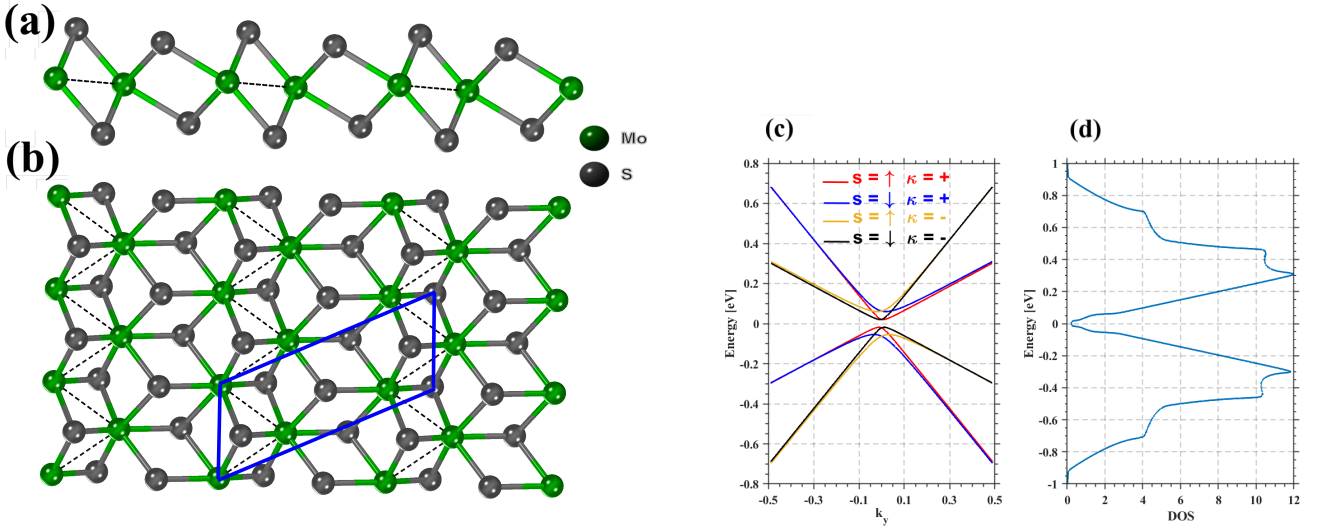 (a)
Mo
S
(b)
(c)
s = ↑ κ = +
s = ↓ κ = +
s = ↑ κ = -
s = ↓ κ = -
0.8
0.6
0.4
0.2
0
-0.2
-0.4
-0.6
-0.8
Energy [eV]
-0.5 -0.3 -0.1 0.1 0.3 0.5
k_y
(d)
1
0.8
0.6
0.4
0.2
0
-0.2
-0.4
-0.6
-0.8
-1
Energy [eV]
0 2 4 6 8 10 12
DOS